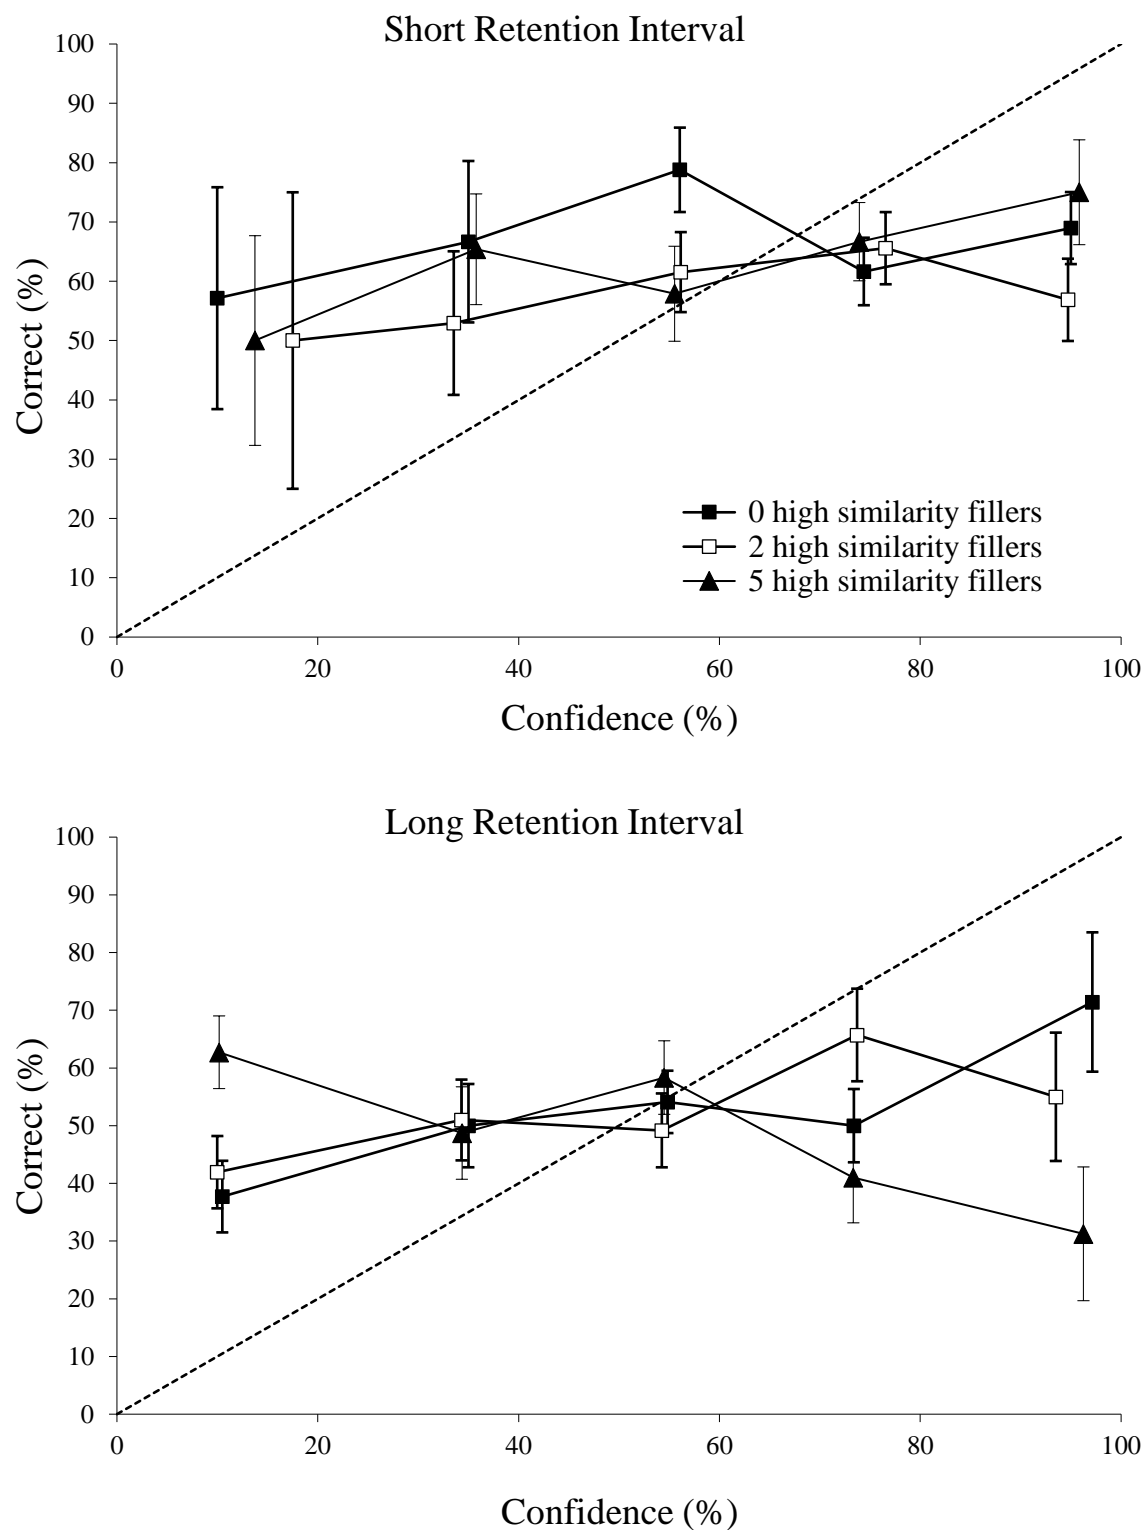 Short Retention Interval
100
90
80
70
60
50
40
30
20
10
0
Correct (%)
0 high similarity fillers
2 high similarity fillers
5 high similarity fillers
0 20 40 60 80 100
Confidence (%)
Long Retention Interval
100
90
80
70
60
50
40
30
20
10
0
Correct (%)
0 20 40 60 80 100
Confidence (%)